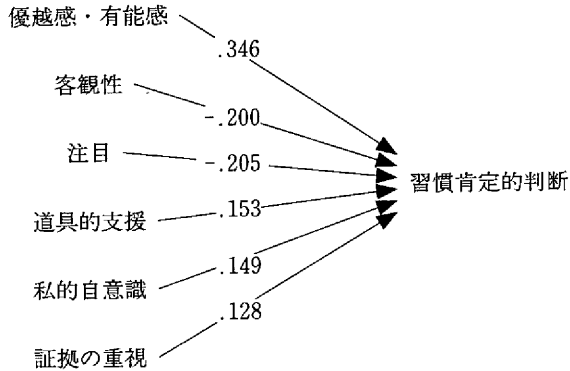 優越感・有能感
.346
客観性
-.200
注目
-.205
習慣肯定的判断
道具的支援
.153
私的自意識
.149
.128
証拠の重視